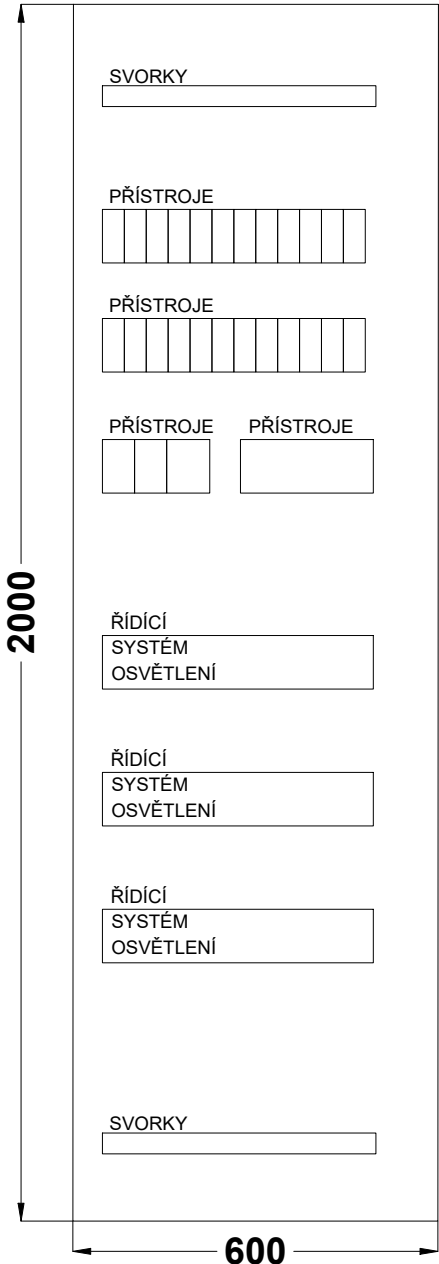 SVORKY
PŘÍSTROJE
PŘÍSTROJE
PŘÍSTROJE PŘÍSTROJE
2000
ŘÍDÍCÍ
SYSTÉM
OSVĚTLENÍ
ŘÍDÍCÍ
SYSTÉM
OSVĚTLENÍ
ŘÍDÍCÍ
SYSTÉM
OSVĚTLENÍ
SVORKY
600